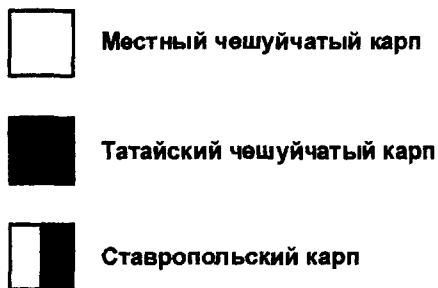 Местный чешуйчатый карп
Татайский чешуйчатый карп
Ставропольский карп